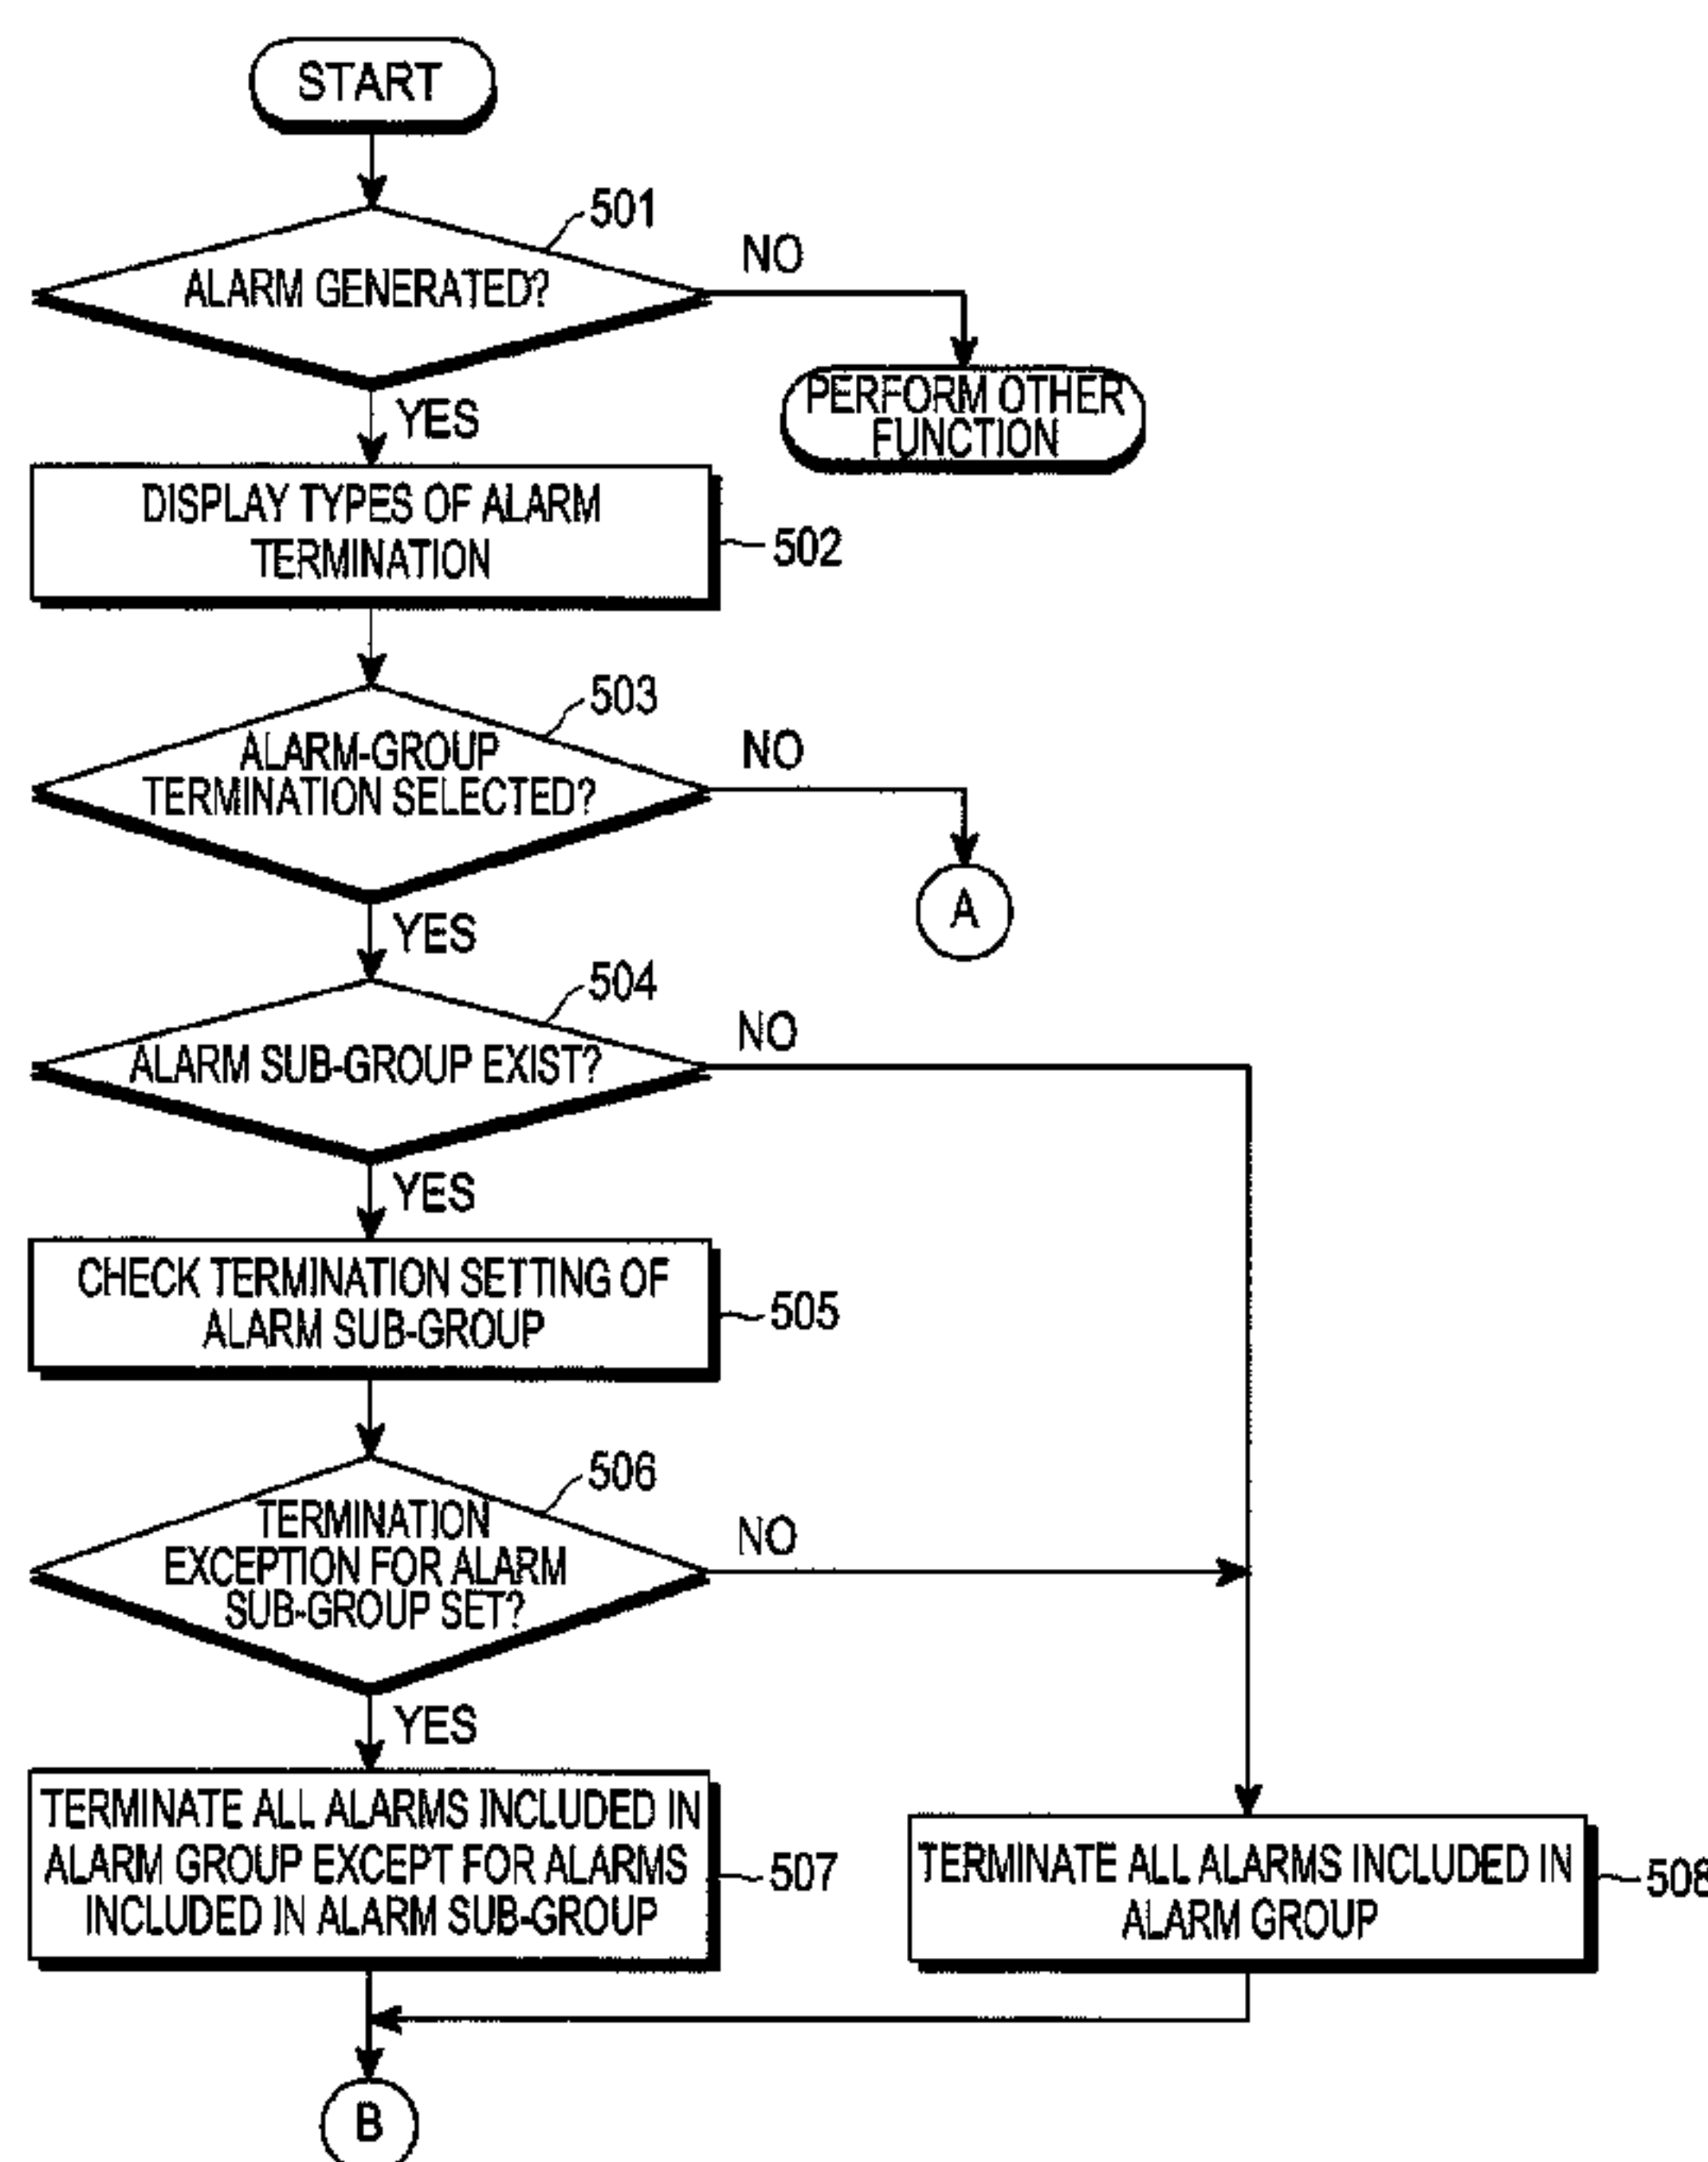 START
501
ALARM GENERATED?
NO
PERFORM OTHER
FUNCTION
YES
DISPLAY TYPES OF ALARM
TERMINATION
502
503
ALARM-GROUP
TERMINATION SELECTED?
NO
A
YES
504
ALARM SUB-GROUP EXIST?
NO
YES
CHECK TERMINATION SETTING OF
ALARM SUB-GROUP
505
506
TERMINATION
EXCEPTION FOR ALARM
SUB-GROUP SET?
NO
YES
TERMINATE ALL ALARMS INCLUDED IN
ALARM GROUP EXCEPT FOR ALARMS
INCLUDED IN ALARM SUB-GROUP
507
TERMINATE ALL ALARMS INCLUDED IN
ALARM GROUP
508
B